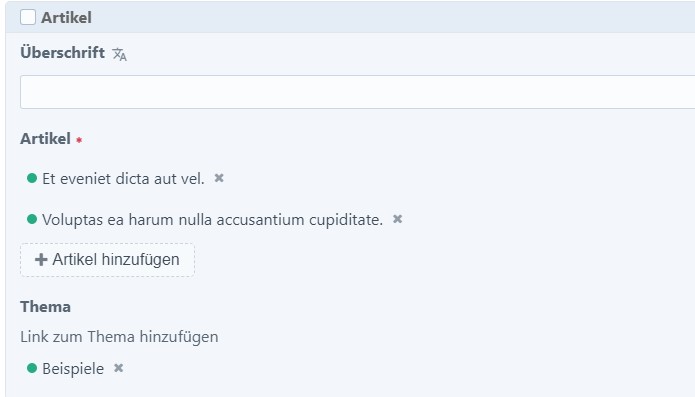 Artikel
Überschrift
Artikel *
Et eveniet dicta aut vel. ✖
Voluptas ea harum nulla accusantium cupiditate. ✖
+ Artikel hinzufügen
Thema
Link zum Thema hinzufügen
Beispiele ✖